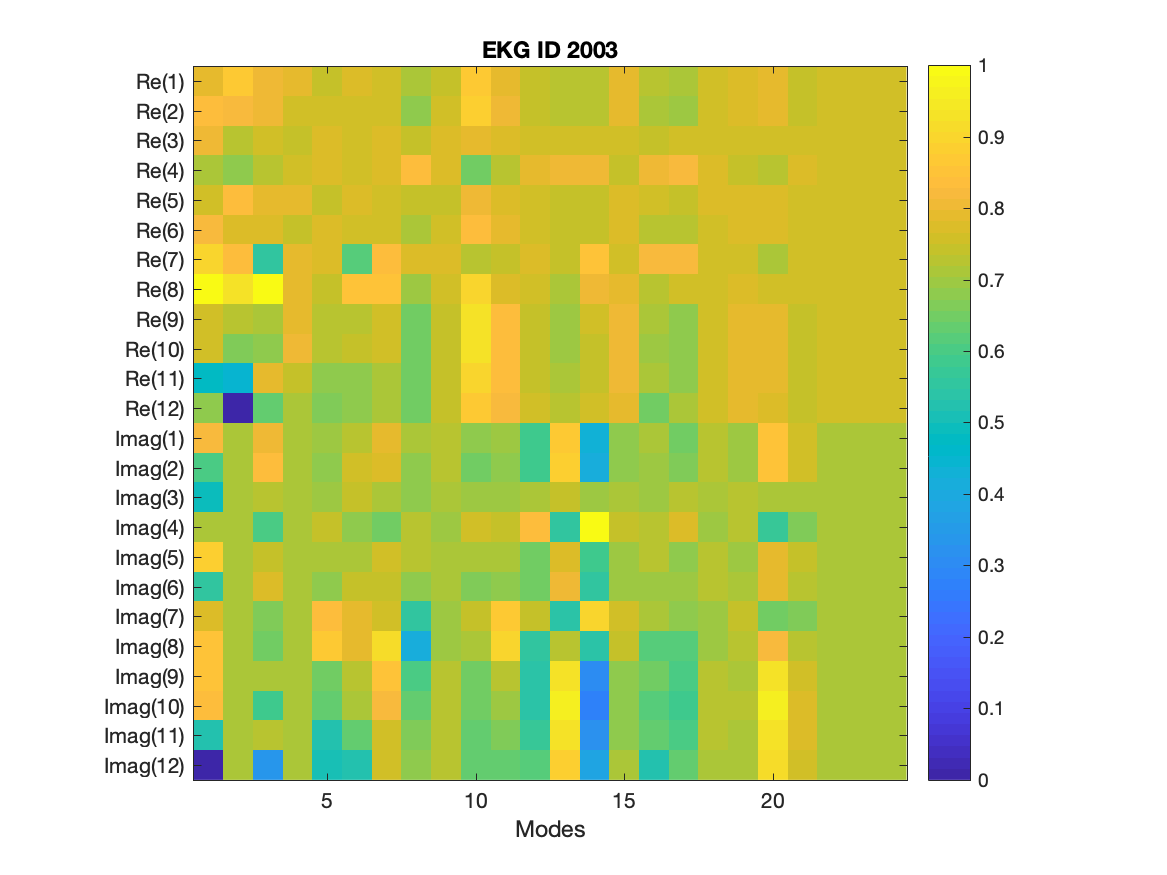 EKG ID 2003
Re(1)
Re(2)
Re(3)
Re(4)
Re(5)
Re(6)
Re(7)
Re(8)
Re(9)
Re(10)
Re(11)
Re(12)
Imag(1)
Imag(2)
Imag(3)
Imag(4)
Imag(5)
Imag(6)
Imag(7)
Imag(8)
Imag(9)
Imag(10)
Imag(11)
Imag(12)
5 10 15 20
Modes
1
0.9
0.8
0.7
0.6
0.5
0.4
0.3
0.2
0.1
0